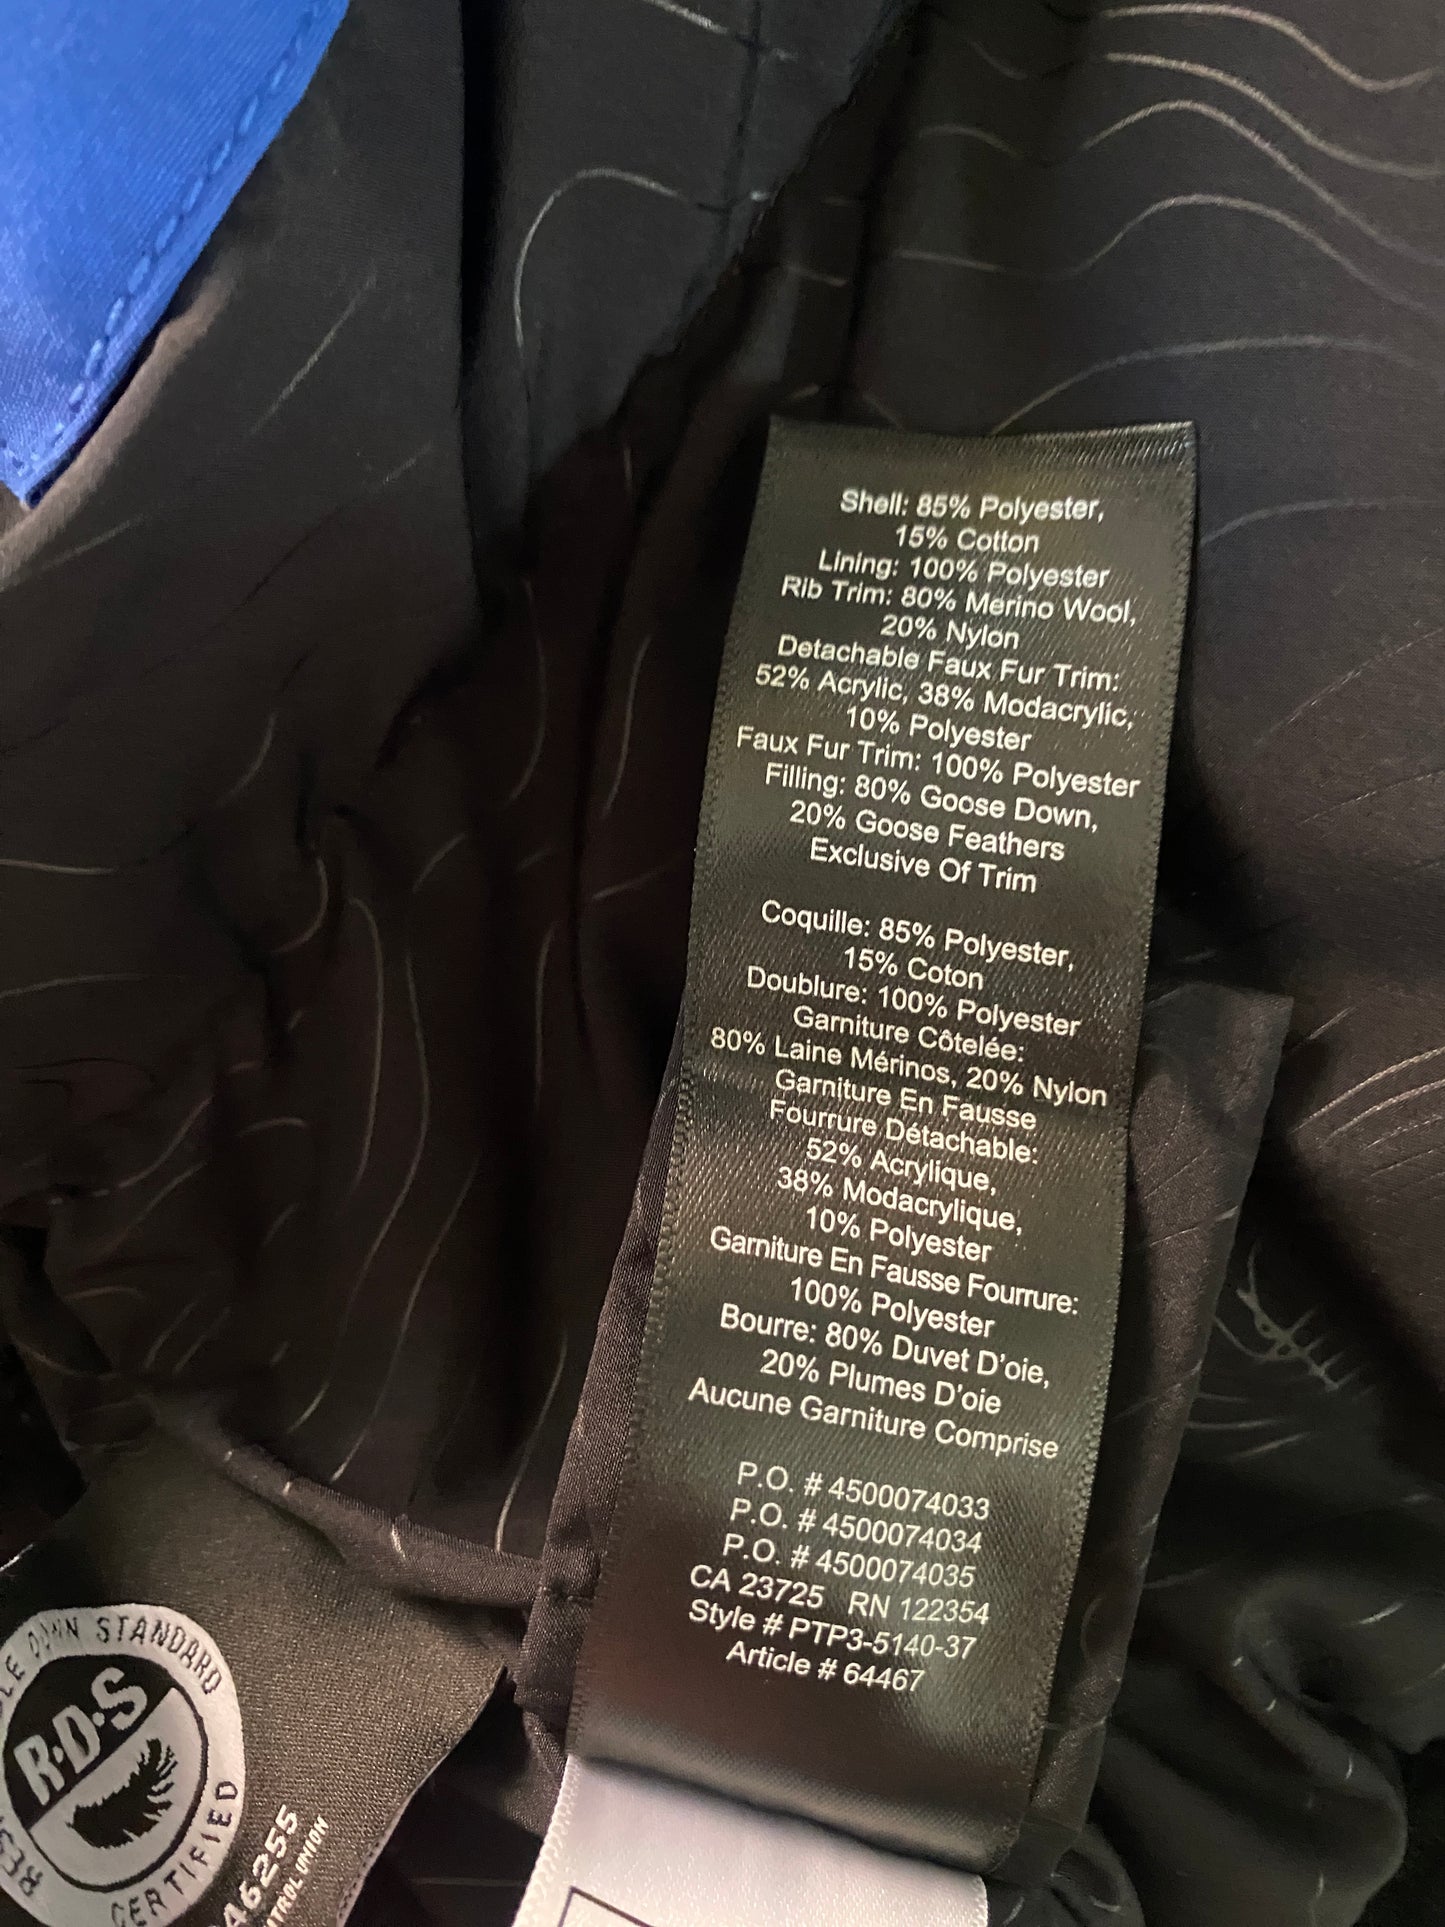 Shell: 85% Polyester,
15% Cotton
Lining: 100% Polyester
Rib Trim: 80% Merino Wool,
20% Nylon
Detachable Faux Fur Trim:
52% Acrylic, 38% Modacrylic,
10% Polyester
Faux Fur Trim: 100% Polyester
Filling: 80% Goose Down,
20% Goose Feathers
Exclusive Of Trim
Coquille: 85% Polyester,
15% Coton
Doublure: 100% Polyester
Garniture Côtelée:
80% Laine Mérinos, 20% Nylon
Garniture En Fausse
Fourrure Détachable:
52% Acrylique,
38% Modacrylique,
10% Polyester
Garniture En Fausse Fourrure:
100% Polyester
Bourre: 80% Duvet D'oie,
20% Plumes D'oie
Aucune Garniture Comprise
P.O. # 4500074033
P.O. # 4500074034
P.O. # 4500074035
CA 23725 RN 122354
Style # PTP3-5140-37
Article # 64467
DOWN STANDARD
R·D·S
CERTIFIED
UNION